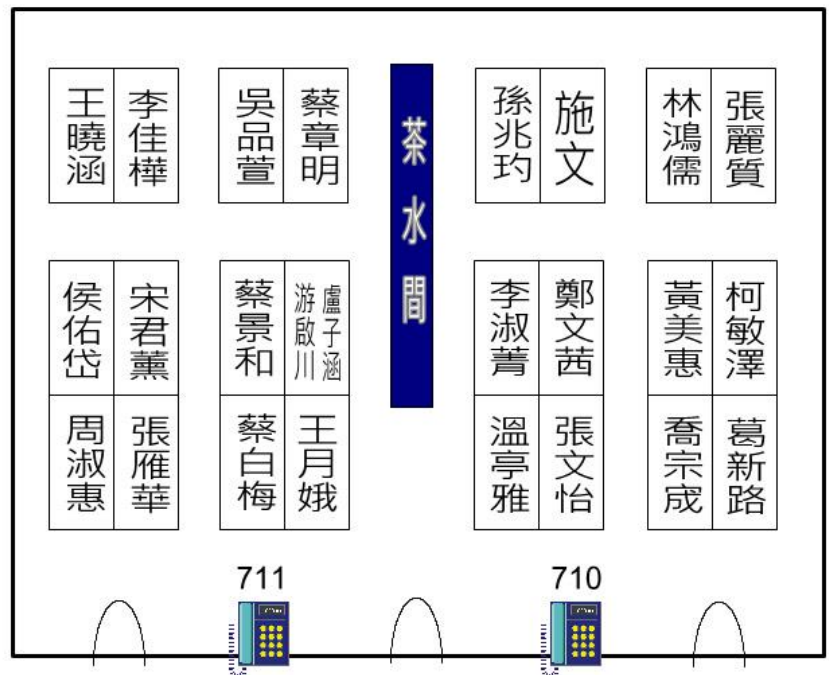 王曉涵
李佳樺
吳品萱
蔡章明
茶水間
孫兆玓
施文
林鴻儒
張麗質
侯佑岱
宋君薰
蔡景和
游啟川
盧子涵
李淑菁
鄭文茜
黃美惠
柯敏澤
周淑惠
張雁華
蔡白梅
王月娥
溫亭雅
張文怡
喬宗宬
葛新路
711
710